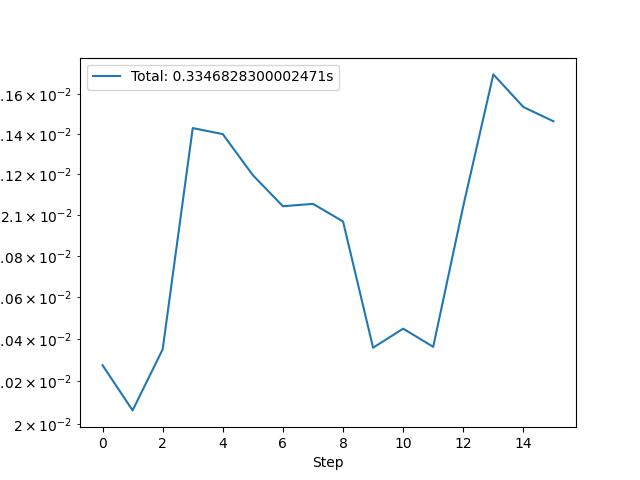 Total: 0.3346828300002471s
.16 × 10⁻²
.14 × 10⁻²
.12 × 10⁻²
2.1 × 10⁻²
.08 × 10⁻²
.06 × 10⁻²
.04 × 10⁻²
.02 × 10⁻²
2 × 10⁻²
0 2 4 6 8 10 12 14
Step